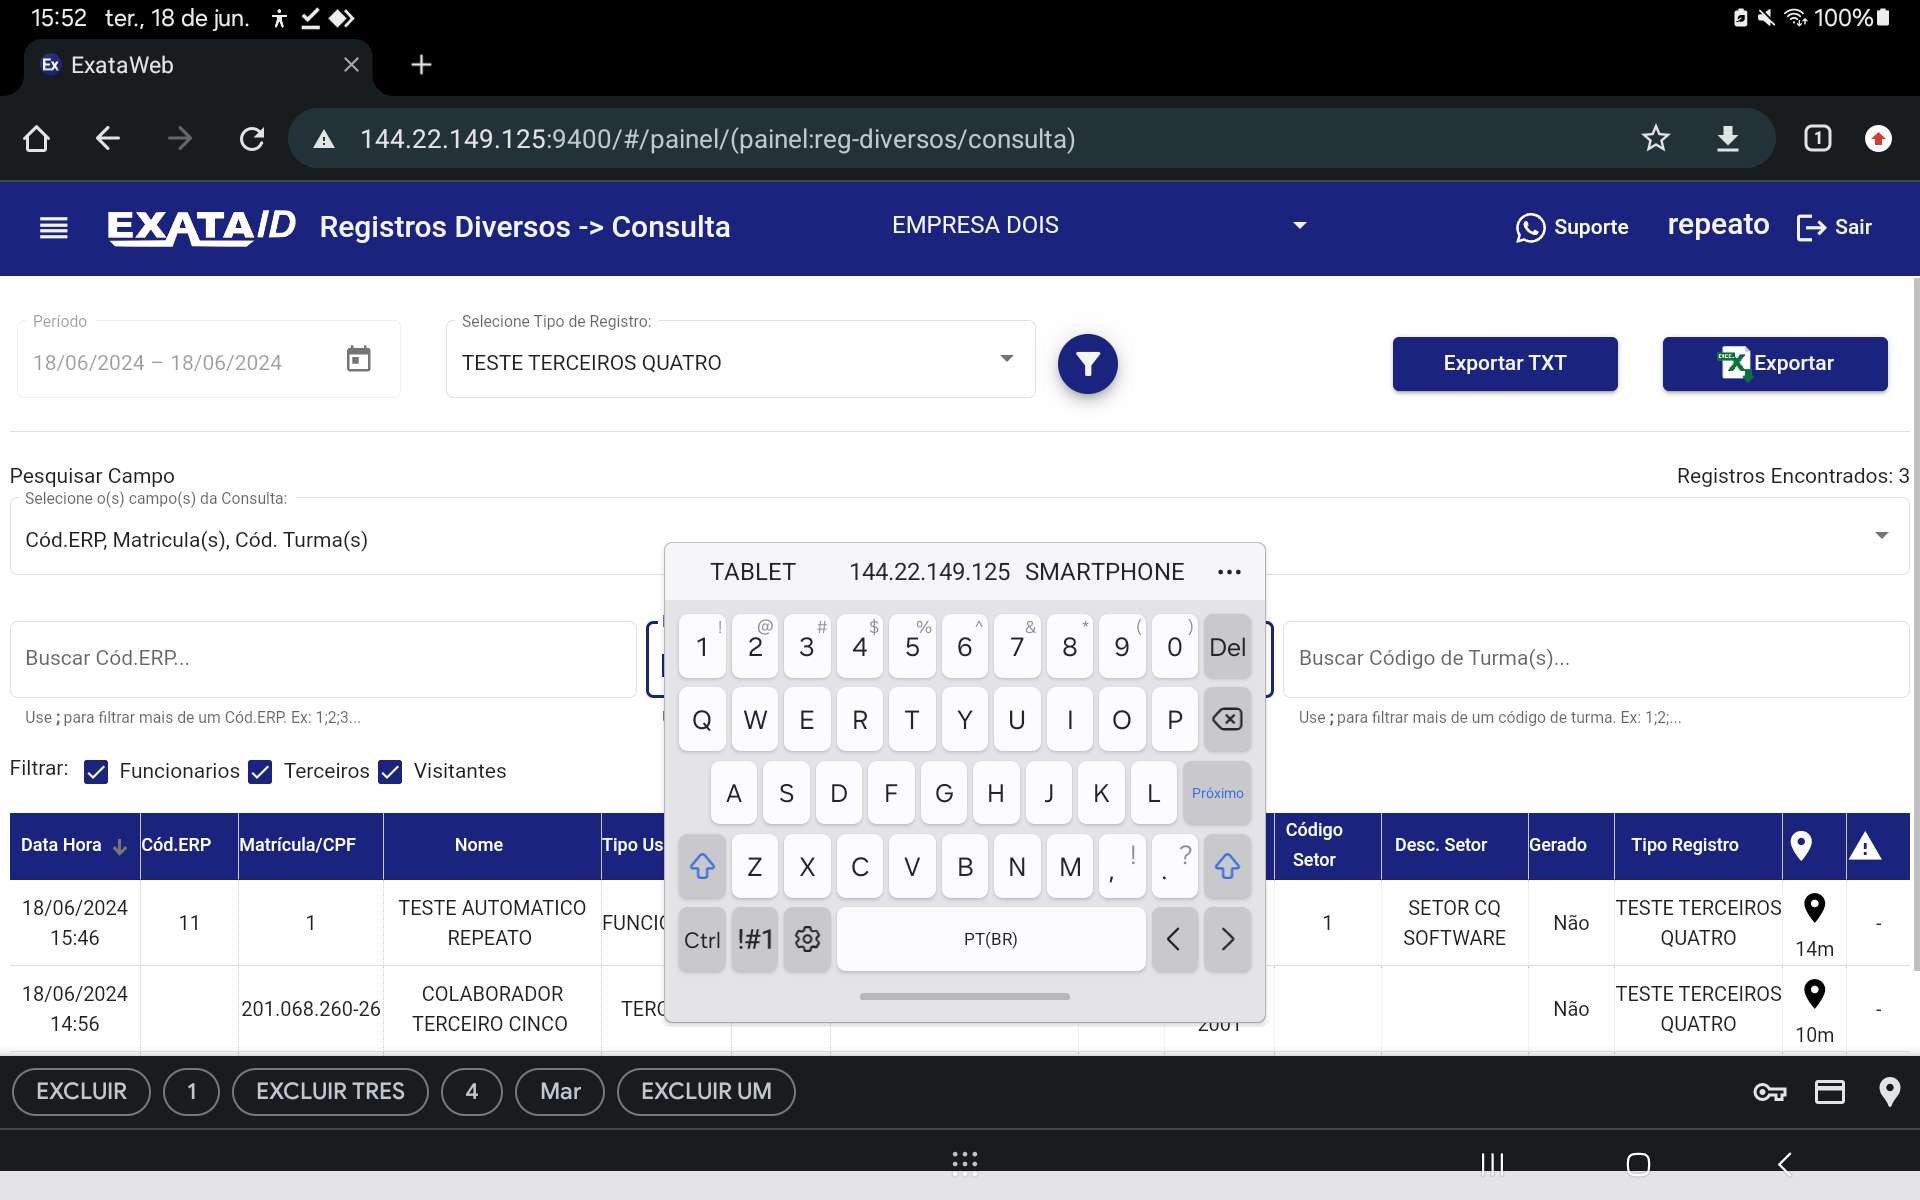 15:52 ter., 18 de jun. 100%
Ex ExataWeb
144.22.149.125:9400/#/painel/(painel:reg-diversos/consulta) 1
EXATA ID Registros Diversos -> Consulta EMPRESA DOIS Suporte repeato Sair
Período
18/06/2024 – 18/06/2024
Selecione Tipo de Registro:
TESTE TERCEIROS QUATRO
Exportar TXT
Exportar
Pesquisar Campo
Registros Encontrados: 3
Selecione o(s) campo(s) da Consulta:
Cód.ERP, Matricula(s), Cód. Turma(s)
TABLET 144.22.149.125 SMARTPHONE ...
! @ # $ % ^ & * ( )
1 2 3 4 5 6 7 8 9 0 Del
Q W E R T Y U I O P
A S D F G H J K L Próximo
Z X C V B N M , ! . ?
Ctrl !#1 PT(BR) < >
Buscar Cód.ERP...
Use ; para filtrar mais de um Cód.ERP. Ex: 1;2;3...
Buscar Código de Turma(s)...
Use ; para filtrar mais de um código de turma. Ex: 1;2;...
Filtrar: Funcionarios Terceiros Visitantes
Data Hora Cód.ERP Matrícula/CPF Nome Tipo Us Código Setor Desc. Setor Gerado Tipo Registro
18/06/2024 15:46 11 1 TESTE AUTOMATICO REPEATO FUNCIO 1 SETOR CQ SOFTWARE Não TESTE TERCEIROS QUATRO 14m -
18/06/2024 14:56 201.068.260-26 COLABORADOR TERCEIRO CINCO TERC 2001 Não TESTE TERCEIROS QUATRO 10m -
EXCLUIR 1 EXCLUIR TRES 4 Mar EXCLUIR UM